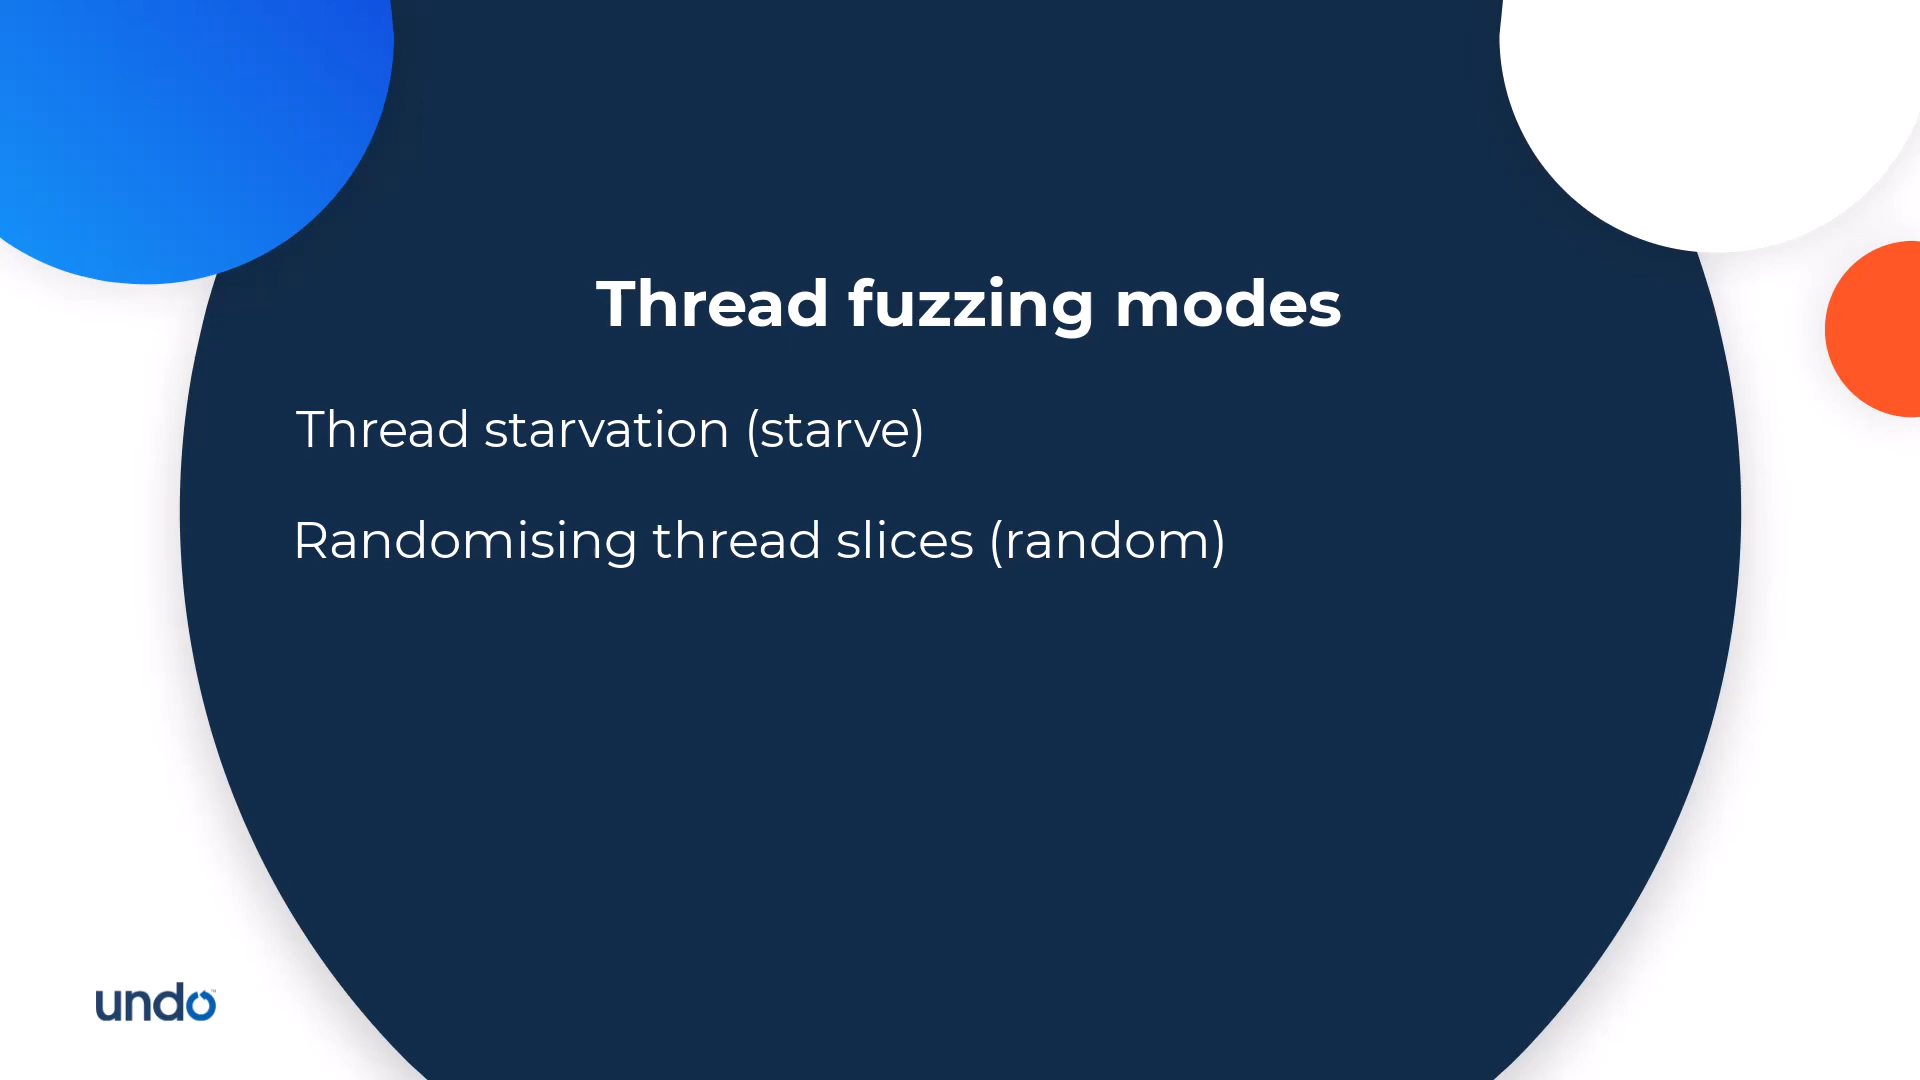 Thread fuzzing modes
Thread starvation (starve)
Randomising thread slices (random)
undo